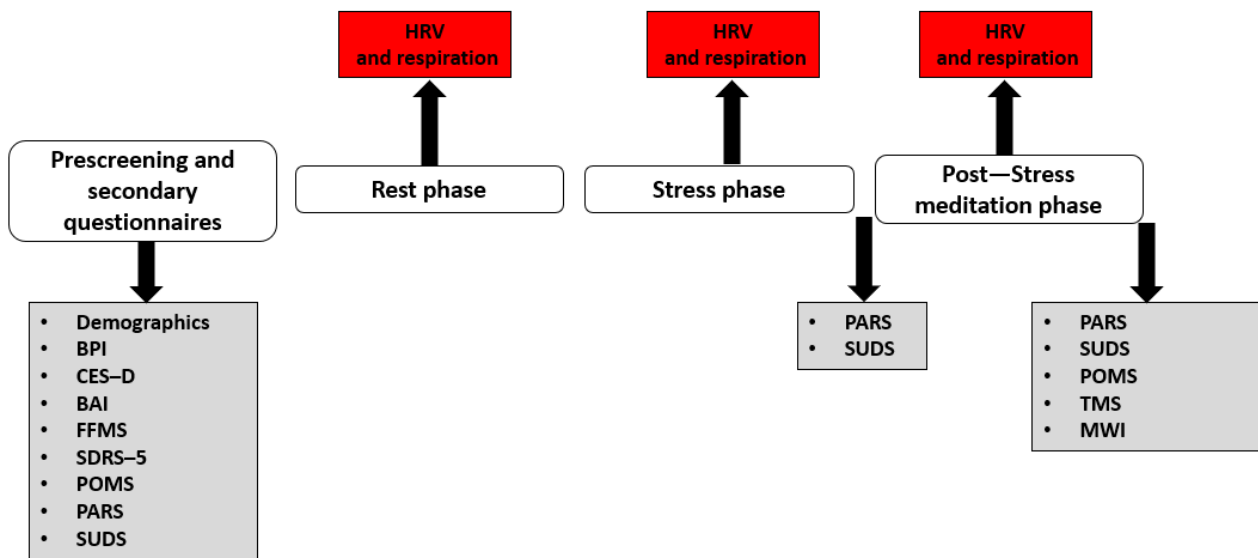 HRV
and respiration
HRV
and respiration
HRV
and respiration
Prescreening and
secondary
questionnaires
Rest phase
Stress phase
Post—Stress
meditation phase
• Demographics
• BPI
• CES–D
• BAI
• FFMS
• SDRS–5
• POMS
• PARS
• SUDS
• PARS
• SUDS
• PARS
• SUDS
• POMS
• TMS
• MWI